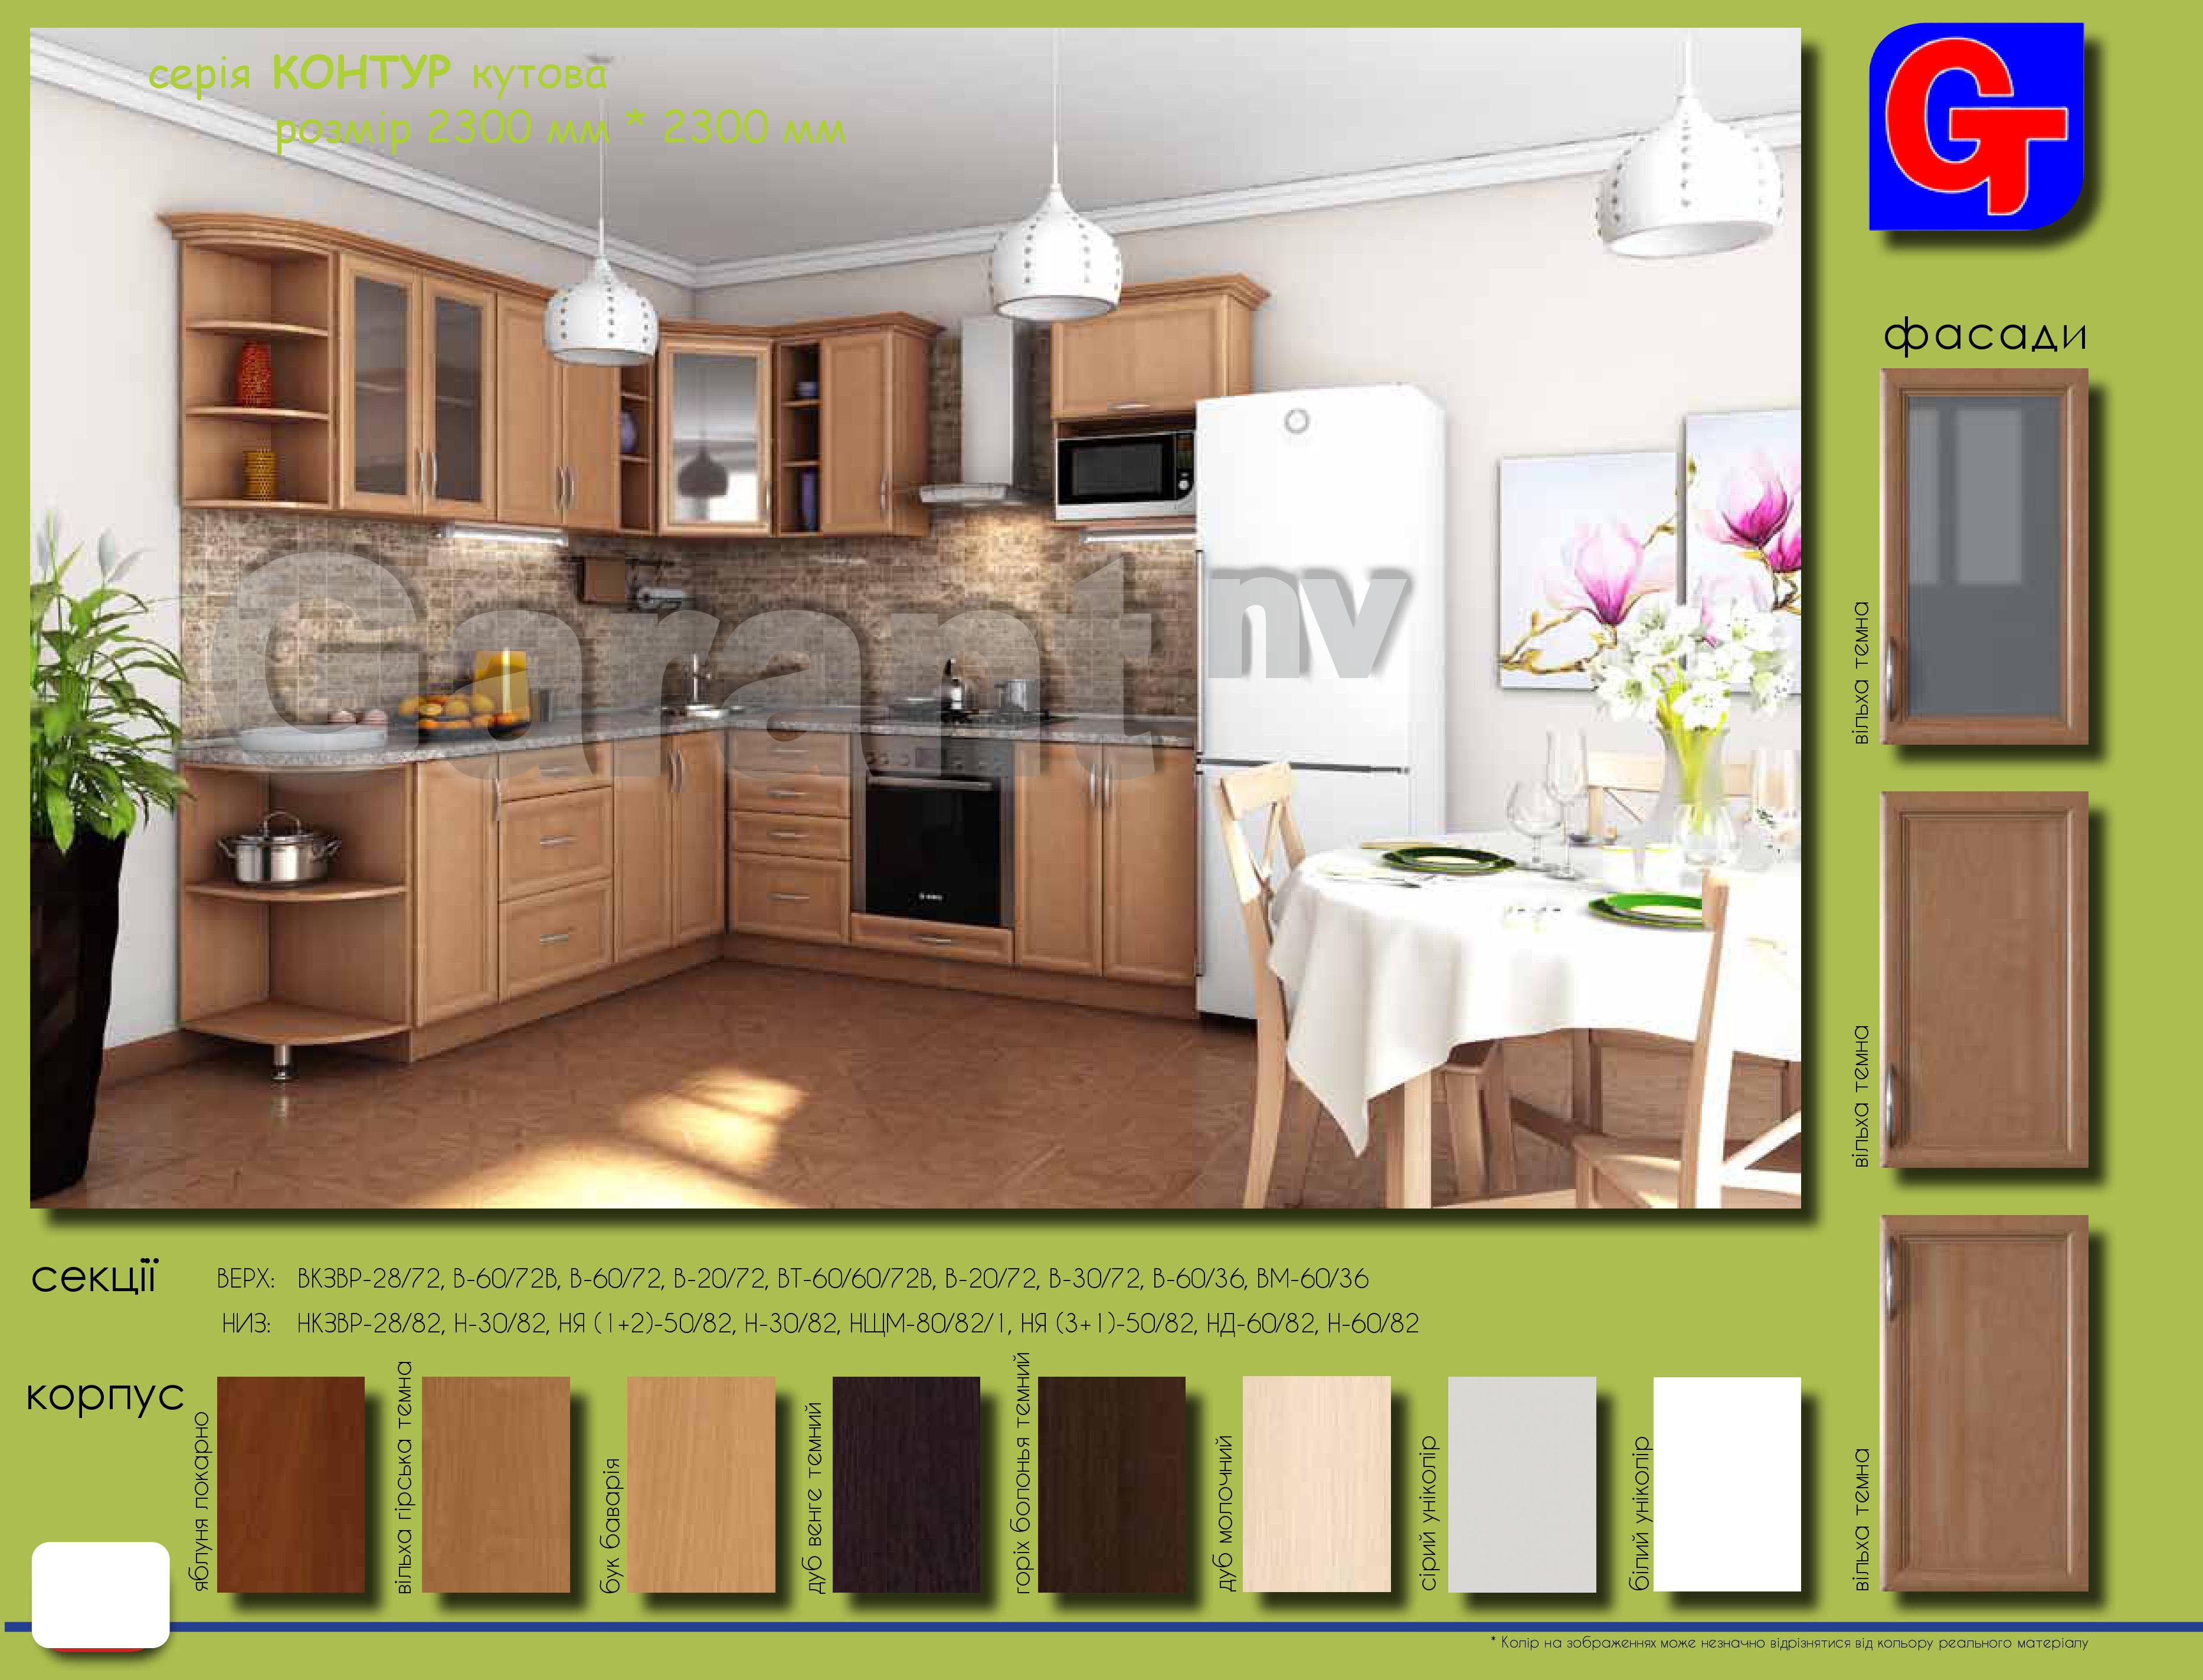 серія КОНТУР кутова
розмір 2300 мм * 2300 мм
GT
фасади
вільха темна
вільха темна
вільха темна
Garant nv
секції
ВЕРХ: ВКЗВР-28/72, В-60/72В, В-60/72, В-20/72, ВТ-60/60/72В, В-20/72, В-30/72, В-60/36, ВМ-60/36
НИЗ: НКЗВР-28/82, Н-30/82, НЯ (1+2)-50/82, Н-30/82, НЩМ-80/82/1, НЯ (3+1)-50/82, НД-60/82, Н-60/82
корпус
яблуня локарно
вільха гірська темна
бук баварія
дуб венге темний
горіх болонья темний
дуб молочний
сірий уніколір
білий уніколір
* Колір на зображеннях може незначно відрізнятися від кольору реального матеріалу